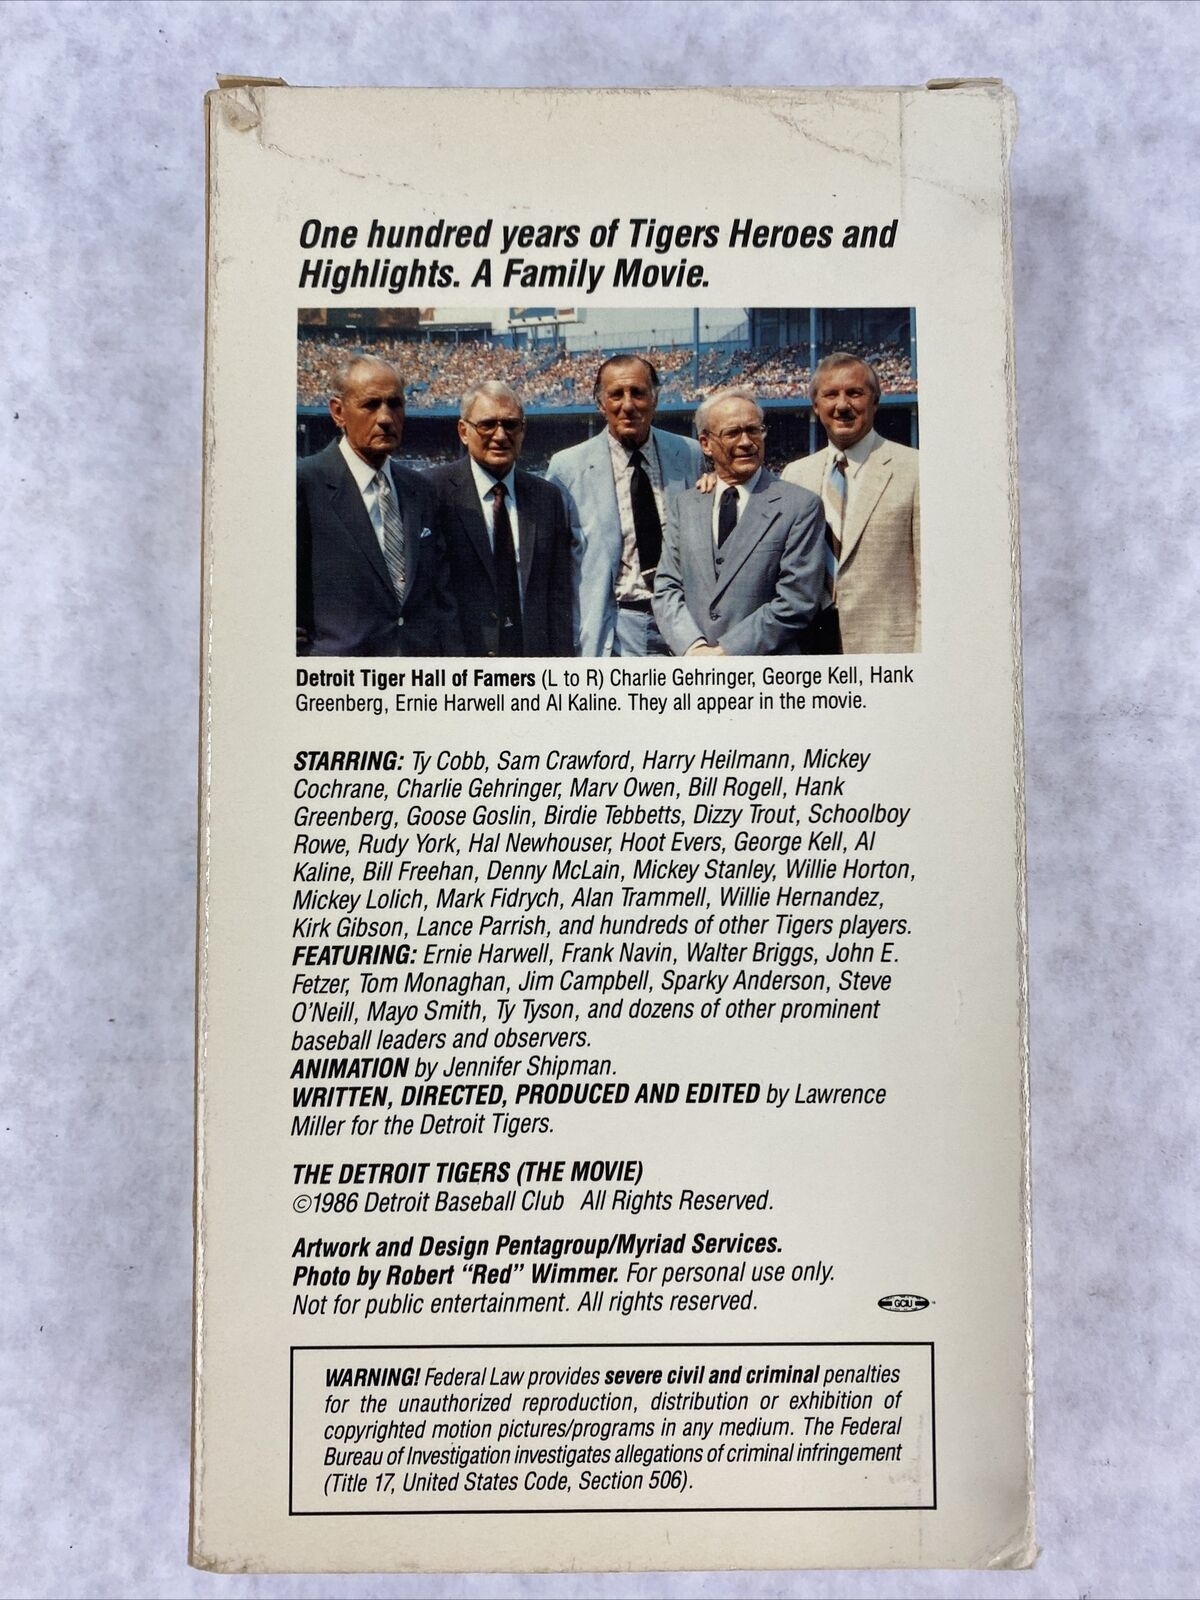 One hundred years of Tigers Heroes and
Highlights. A Family Movie.
Detroit Tiger Hall of Famers (L to R) Charlie Gehringer, George Kell, Hank
Greenberg, Ernie Harwell and Al Kaline. They all appear in the movie.
STARRING: Ty Cobb, Sam Crawford, Harry Heilmann, Mickey
Cochrane, Charlie Gehringer, Marv Owen, Bill Rogell, Hank
Greenberg, Goose Goslin, Birdie Tebbetts, Dizzy Trout, Schoolboy
Rowe, Rudy York, Hal Newhouser, Hoot Evers, George Kell, Al
Kaline, Bill Freehan, Denny McLain, Mickey Stanley, Willie Horton,
Mickey Lolich, Mark Fidrych, Alan Trammell, Willie Hernandez,
Kirk Gibson, Lance Parrish, and hundreds of other Tigers players.
FEATURING: Ernie Harwell, Frank Navin, Walter Briggs, John E.
Fetzer, Tom Monaghan, Jim Campbell, Sparky Anderson, Steve
O'Neill, Mayo Smith, Ty Tyson, and dozens of other prominent
baseball leaders and observers.
ANIMATION by Jennifer Shipman.
WRITTEN, DIRECTED, PRODUCED AND EDITED by Lawrence
Miller for the Detroit Tigers.
THE DETROIT TIGERS (THE MOVIE)
©1986 Detroit Baseball Club All Rights Reserved.
Artwork and Design Pentagroup/Myriad Services.
Photo by Robert "Red" Wimmer. For personal use only.
Not for public entertainment. All rights reserved.
GCIU
WARNING! Federal Law provides severe civil and criminal penalties
for the unauthorized reproduction, distribution or exhibition of
copyrighted motion pictures/programs in any medium. The Federal
Bureau of Investigation investigates allegations of criminal infringement
(Title 17, United States Code, Section 506).